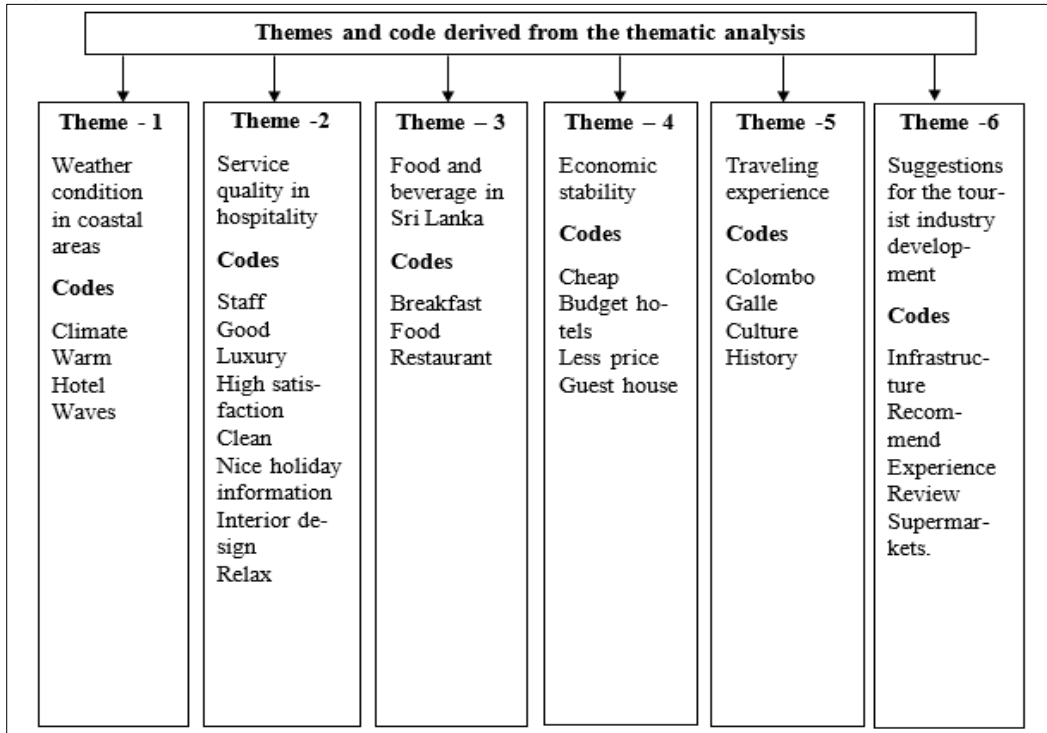 Themes and code derived from the thematic analysis
Theme - 1
Weather
condition
in coastal
areas
Codes
Climate
Warm
Hotel
Waves
Theme -2
Service
quality in
hospitality
Codes
Staff
Good
Luxury
High satis-
faction
Clean
Nice holiday
information
Interior de-
sign
Relax
Theme – 3
Food and
beverage in
Sri Lanka
Codes
Breakfast
Food
Restaurant
Theme – 4
Economic
stability
Codes
Cheap
Budget ho-
tels
Less price
Guest house
Theme -5
Traveling
experience
Codes
Colombo
Galle
Culture
History
Theme -6
Suggestions
for the tour-
ist industry
develop-
ment
Codes
Infrastruc-
ture
Recom-
mend
Experience
Review
Supermar-
kets.